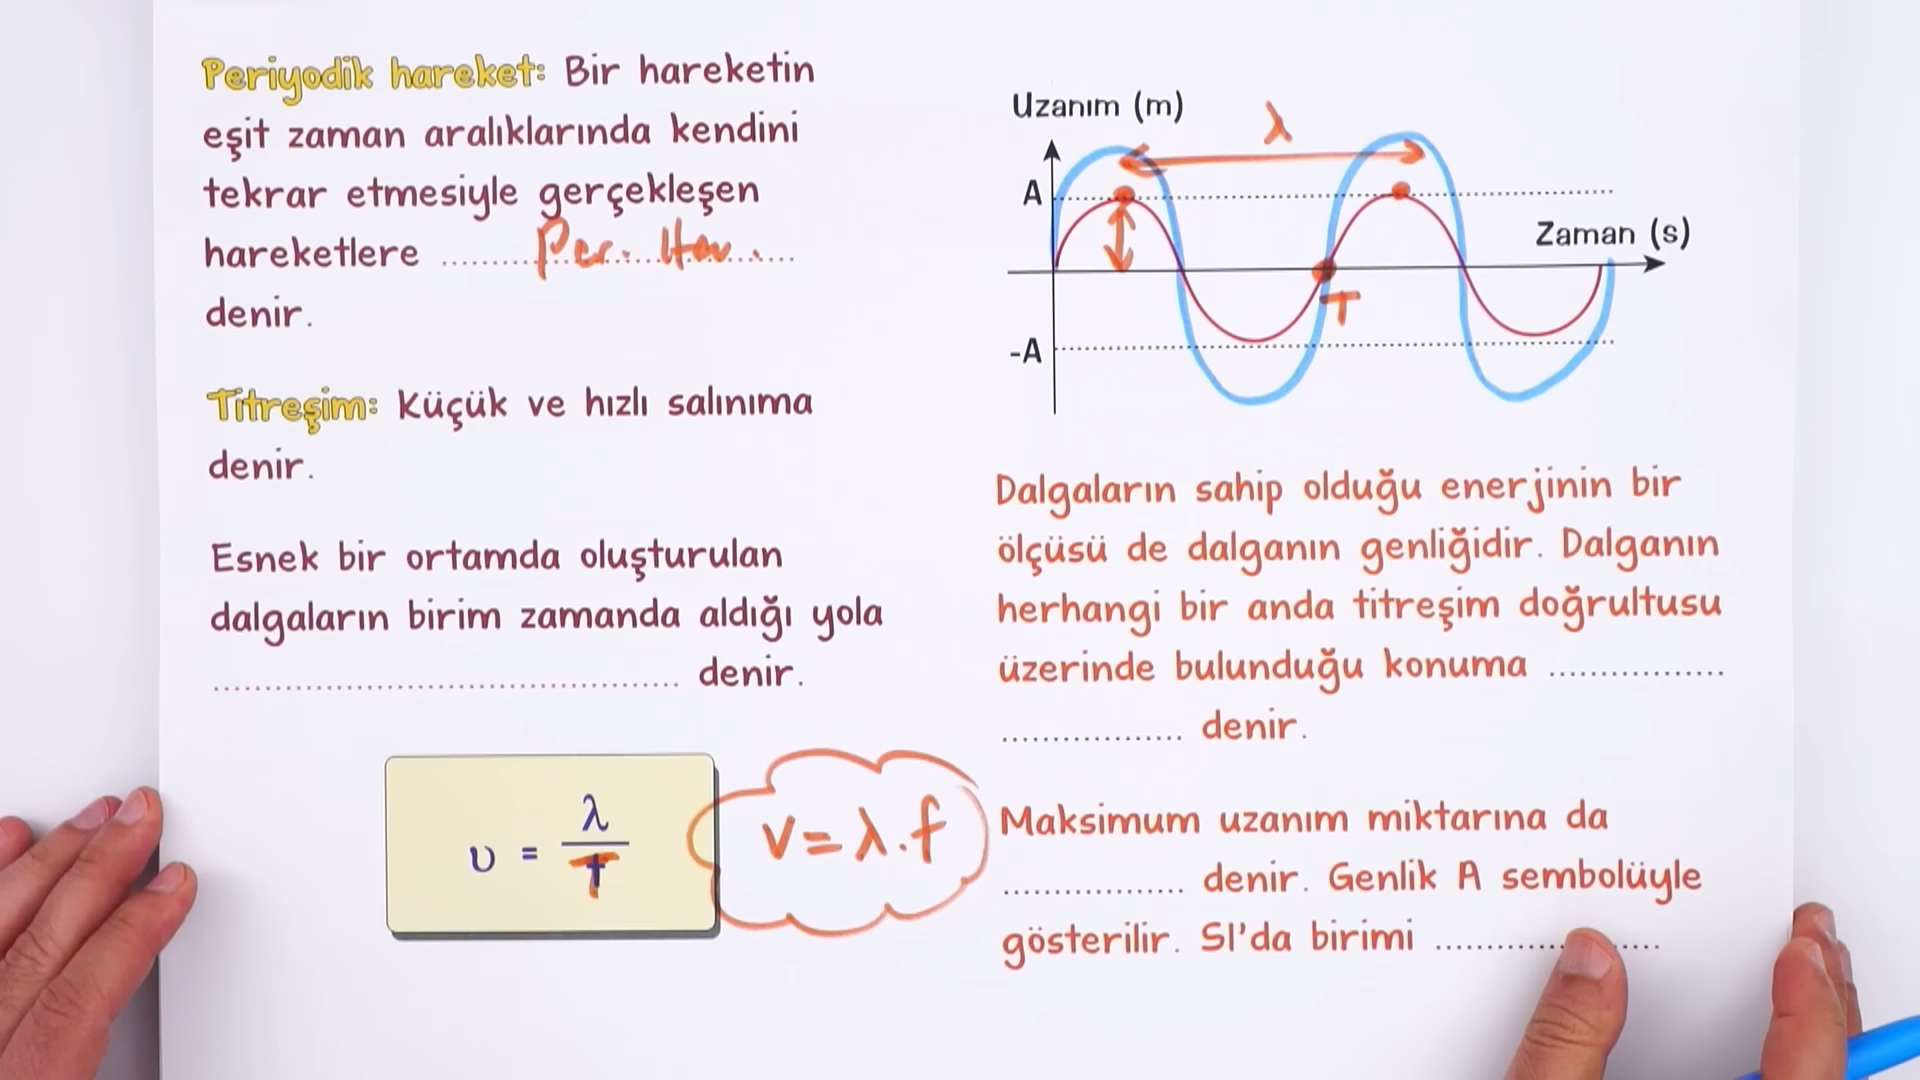 Periyodik hareket: Bir hareketin
eşit zaman aralıklarında kendini
tekrar etmesiyle gerçekleşen
hareketlere ...... Per. Har. ......
denir.
Titreşim: Küçük ve hızlı salınıma
denir.
Esnek bir ortamda oluşturulan
dalgaların birim zamanda aldığı yola
............ denir.
υ = λ / T
V = λ . f
Uzanım (m)
λ
A
Zaman (s)
T
-A
Dalgaların sahip olduğu enerjinin bir
ölçüsü de dalganın genliğidir. Dalganın
herhangi bir anda titreşim doğrultusu
üzerinde bulunduğu konuma ............
............ denir.
Maksimum uzanım miktarına da
............ denir. Genlik A sembolüyle
gösterilir. SI'da birimi ............